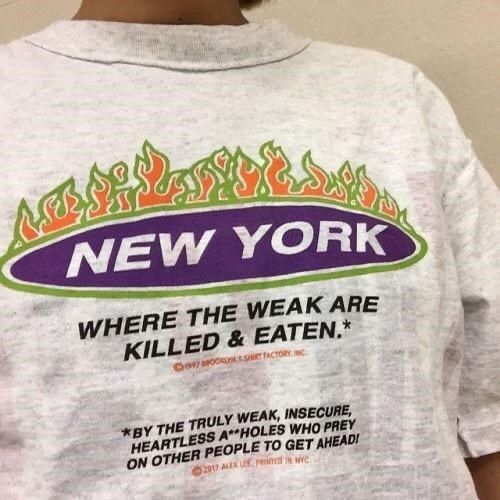 NEW YORK
WHERE THE WEAK ARE
KILLED & EATEN.*
©1997 BROOKLYN T-SHIRT FACTORY, INC.
*BY THE TRULY WEAK, INSECURE,
HEARTLESS A**HOLES WHO PREY
ON OTHER PEOPLE TO GET AHEAD!
©2017 ALEX LEE, PRINTED IN NYC.